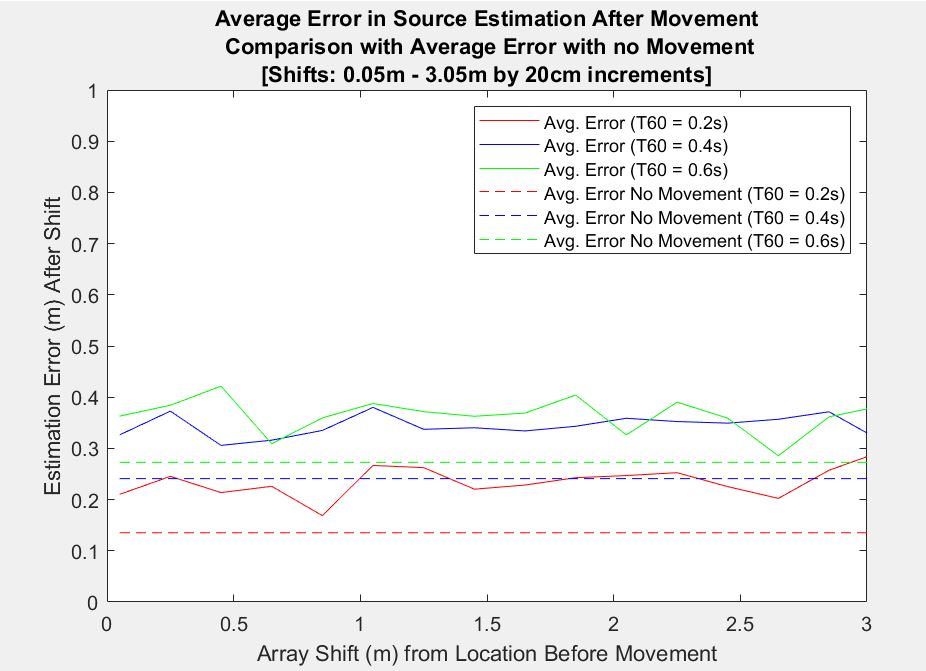 Average Error in Source Estimation After Movement
Comparison with Average Error with no Movement
[Shifts: 0.05m - 3.05m by 20cm increments]
Avg. Error (T60 = 0.2s)
Avg. Error (T60 = 0.4s)
Avg. Error (T60 = 0.6s)
Avg. Error No Movement (T60 = 0.2s)
Avg. Error No Movement (T60 = 0.4s)
Avg. Error No Movement (T60 = 0.6s)
Estimation Error (m) After Shift
1
0.9
0.8
0.7
0.6
0.5
0.4
0.3
0.2
0.1
0
0 0.5 1 1.5 2 2.5 3
Array Shift (m) from Location Before Movement